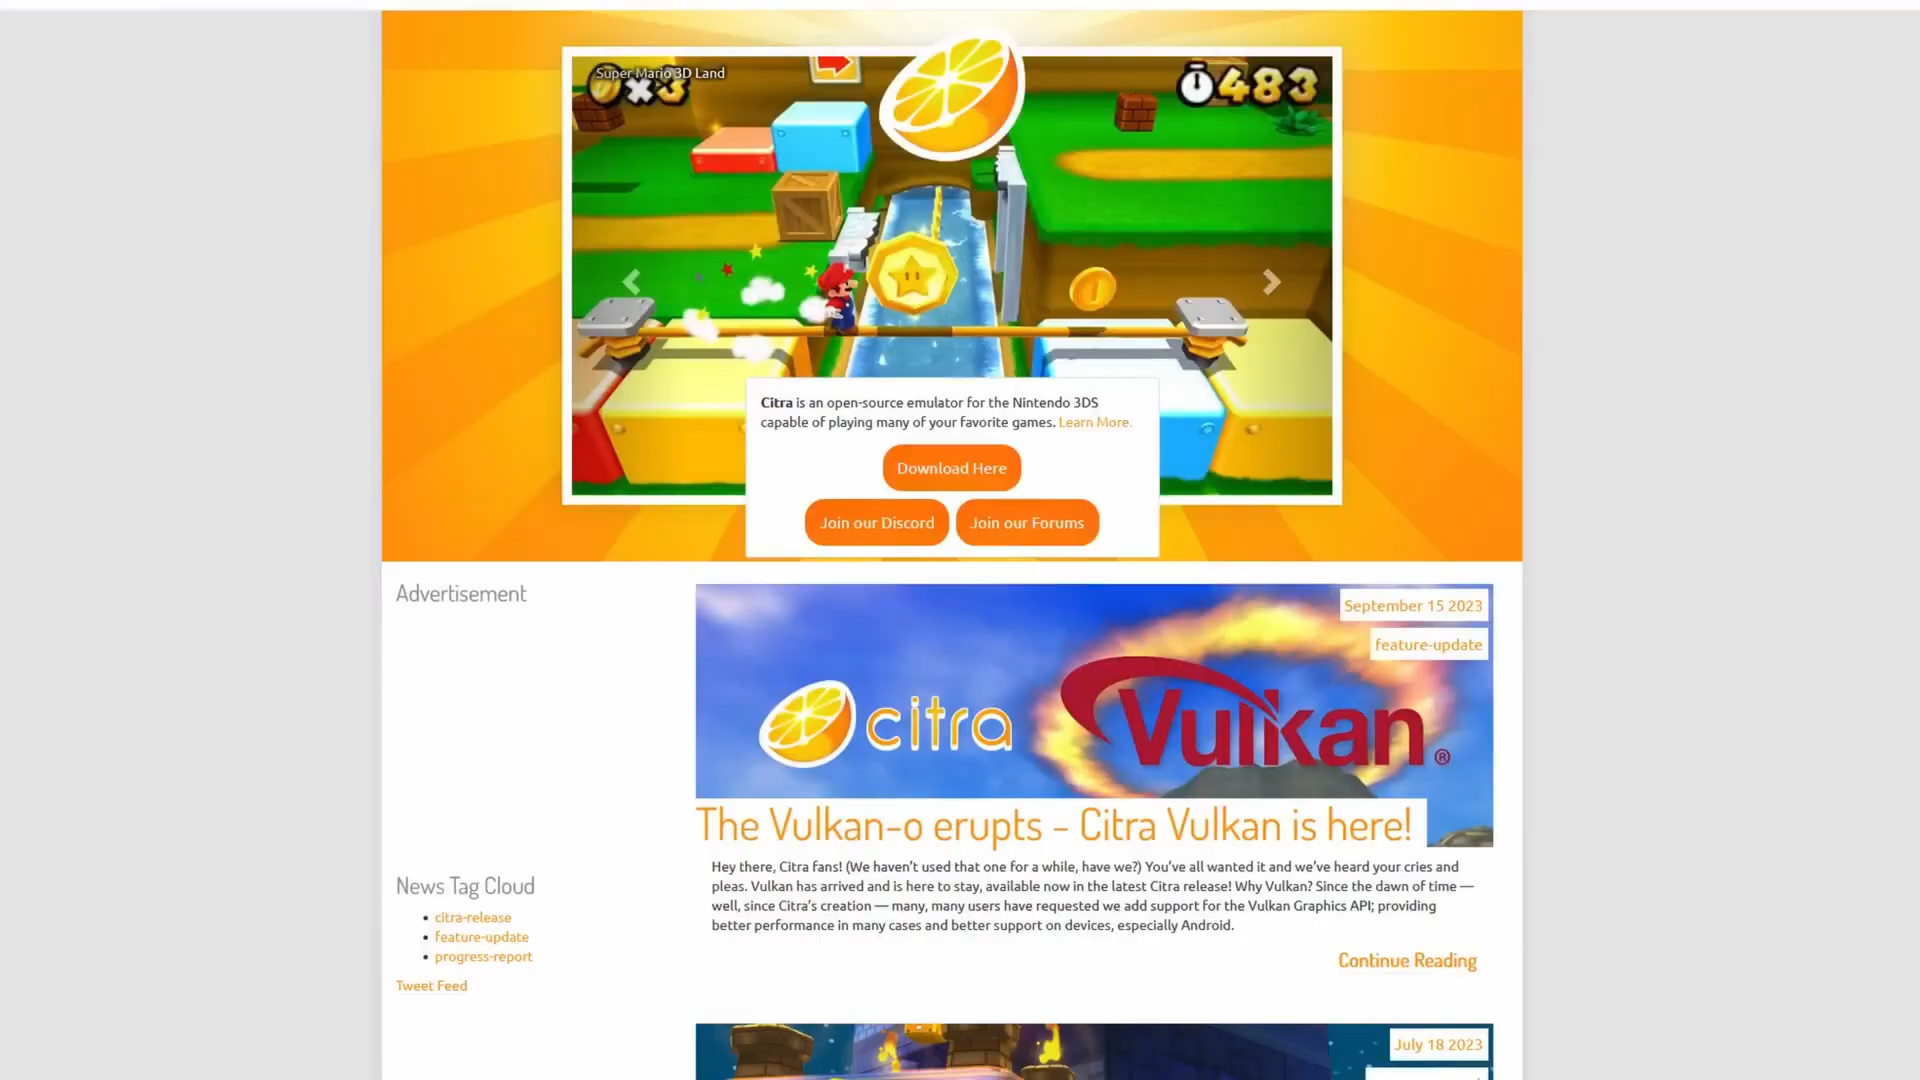 Super Mario 3D Land
x3
483
Citra is an open-source emulator for the Nintendo 3DS
capable of playing many of your favorite games. Learn More.
Download Here
Join our Discord
Join our Forums
Advertisement
September 15 2023
feature-update
citra
Vulkan®
The Vulkan-o erupts – Citra Vulkan is here!
Hey there, Citra fans! (We haven’t used that one for a while, have we?) You’ve all wanted it and we’ve heard your cries and
pleas. Vulkan has arrived and is here to stay, available now in the latest Citra release! Why Vulkan? Since the dawn of time —
well, since Citra’s creation — many, many users have requested we add support for the Vulkan Graphics API; providing
better performance in many cases and better support on devices, especially Android.
Continue Reading
News Tag Cloud
citra-release
feature-update
progress-report
Tweet Feed
July 18 2023